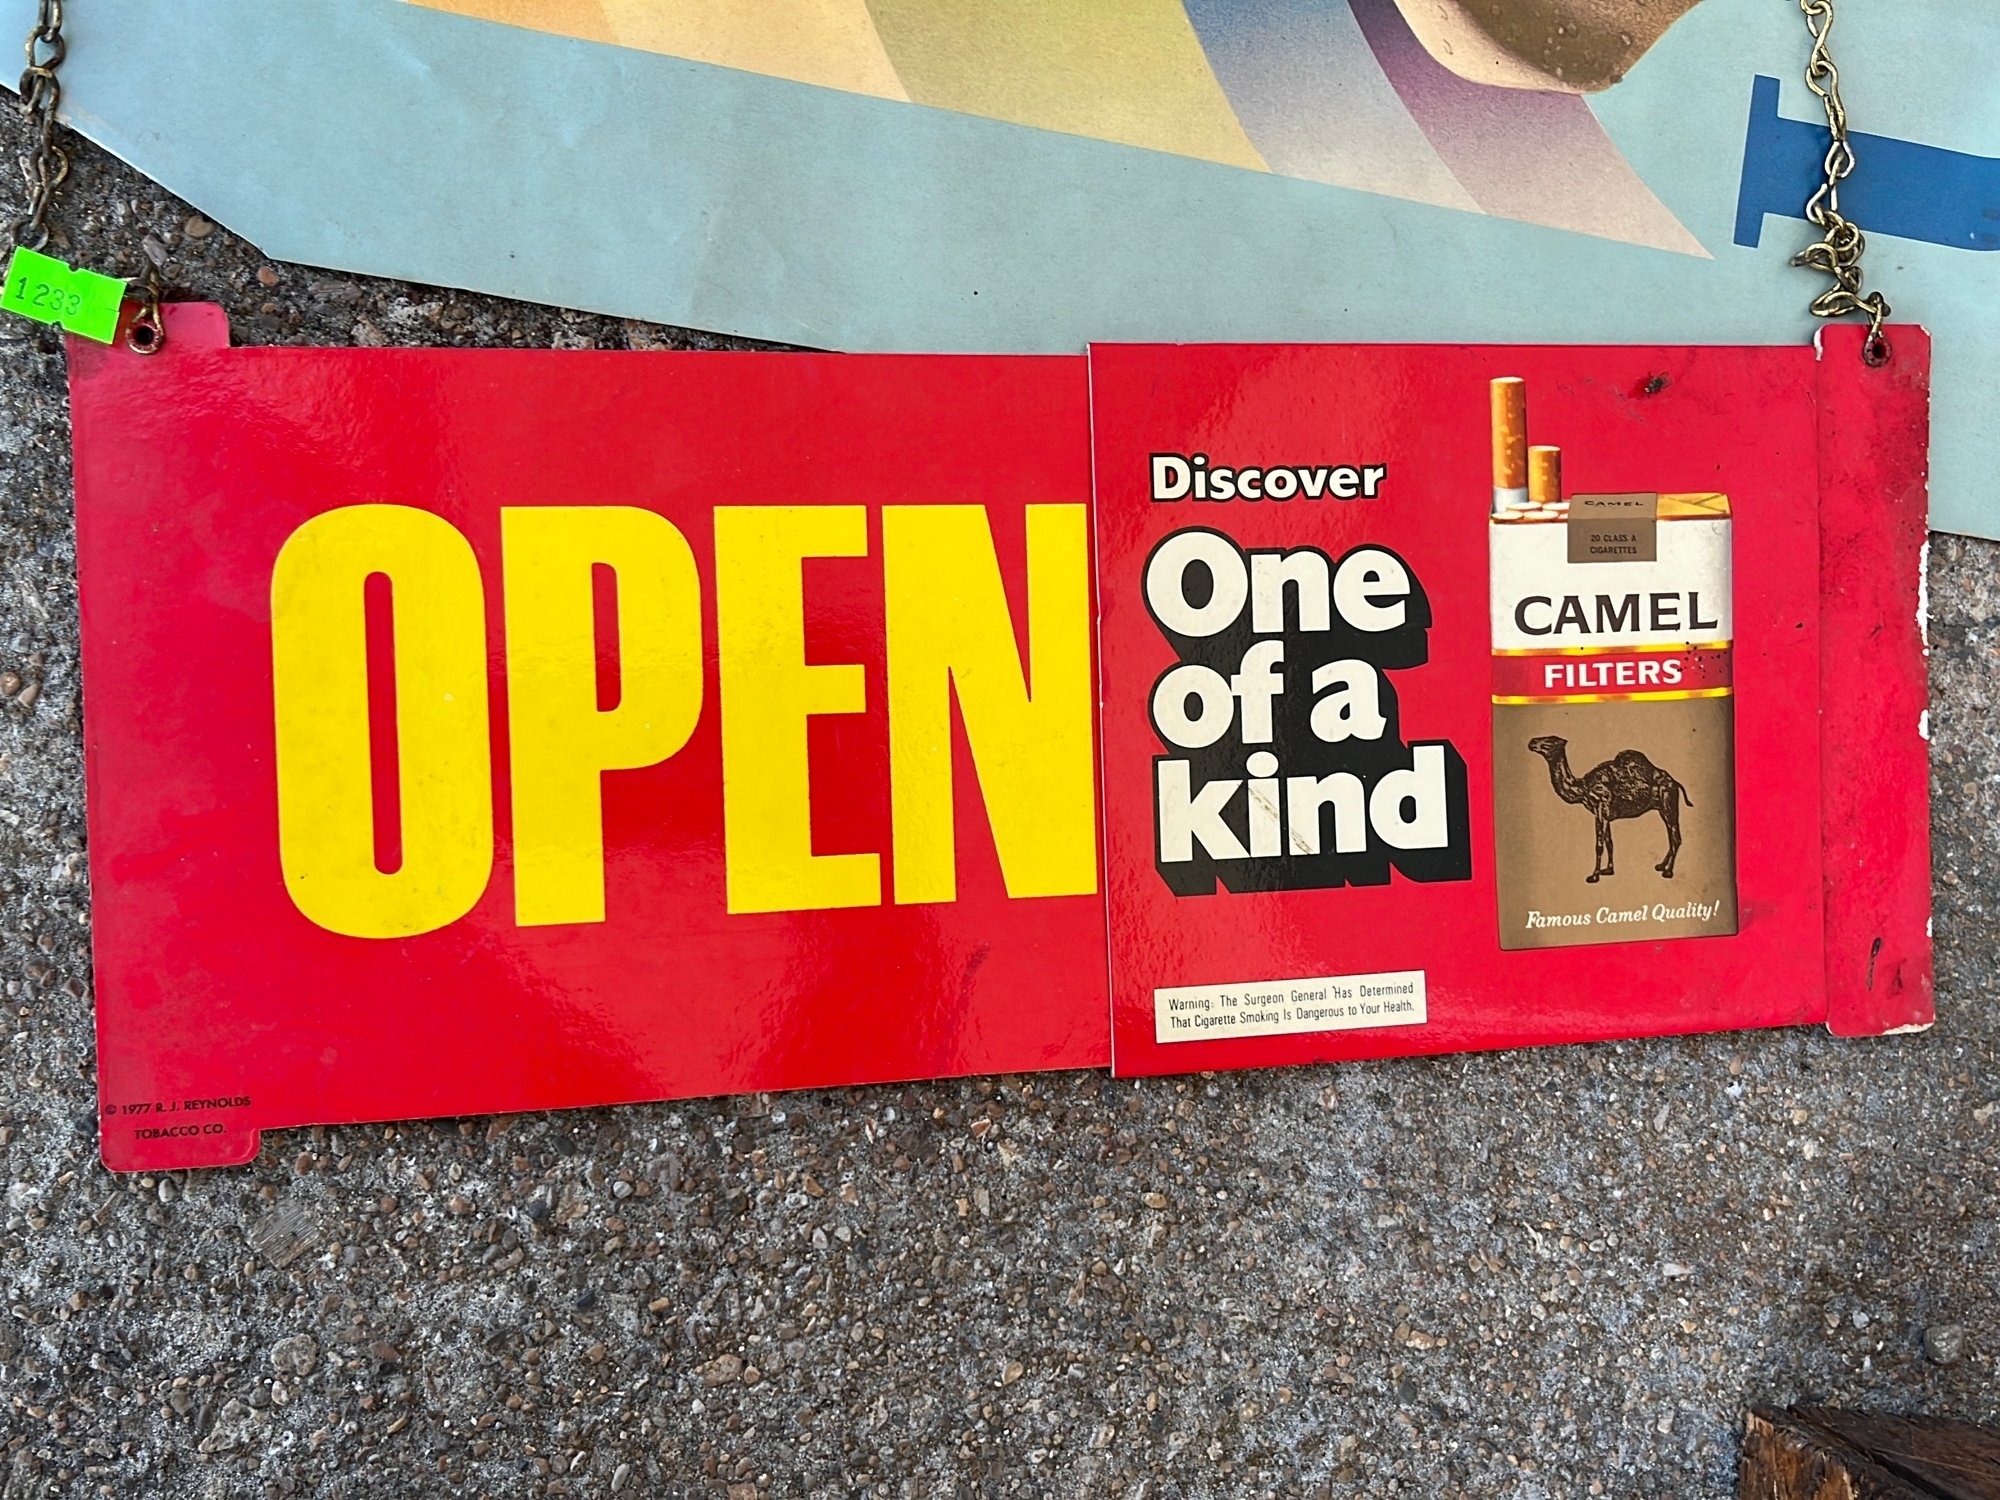 1233
OPEN
Discover
One
of a
kind
CAMEL
20 CLASS A
CIGARETTES
CAMEL
FILTERS
Famous Camel Quality!
Warning: The Surgeon General Has Determined
That Cigarette Smoking Is Dangerous to Your Health.
© 1977 R. J. REYNOLDS
TOBACCO CO.